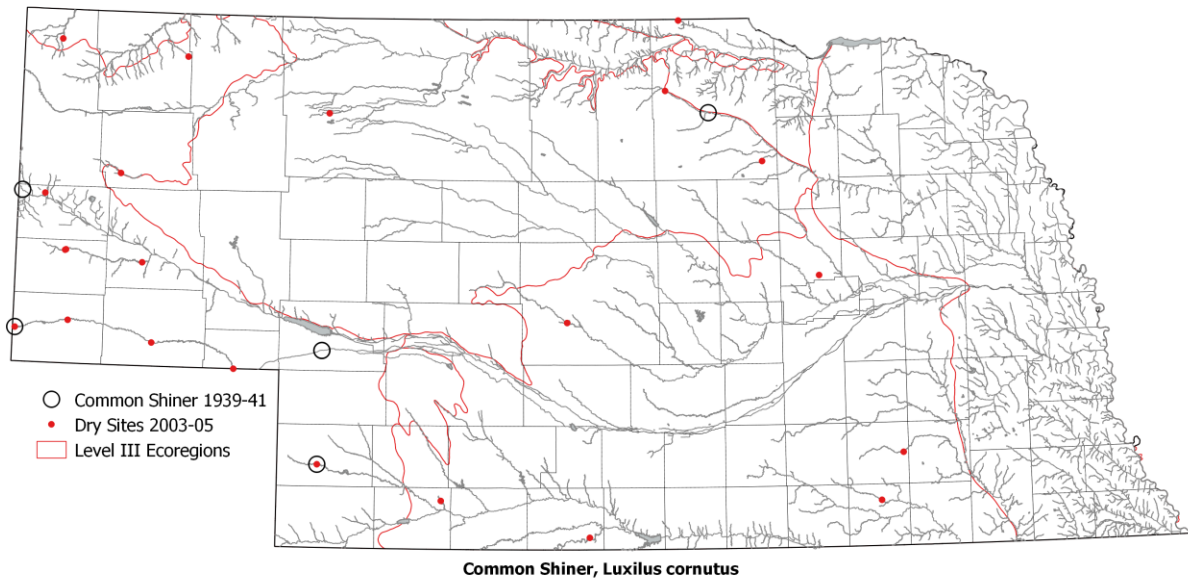 Common Shiner 1939-41
Dry Sites 2003-05
Level III Ecoregions
Common Shiner, Luxilus cornutus